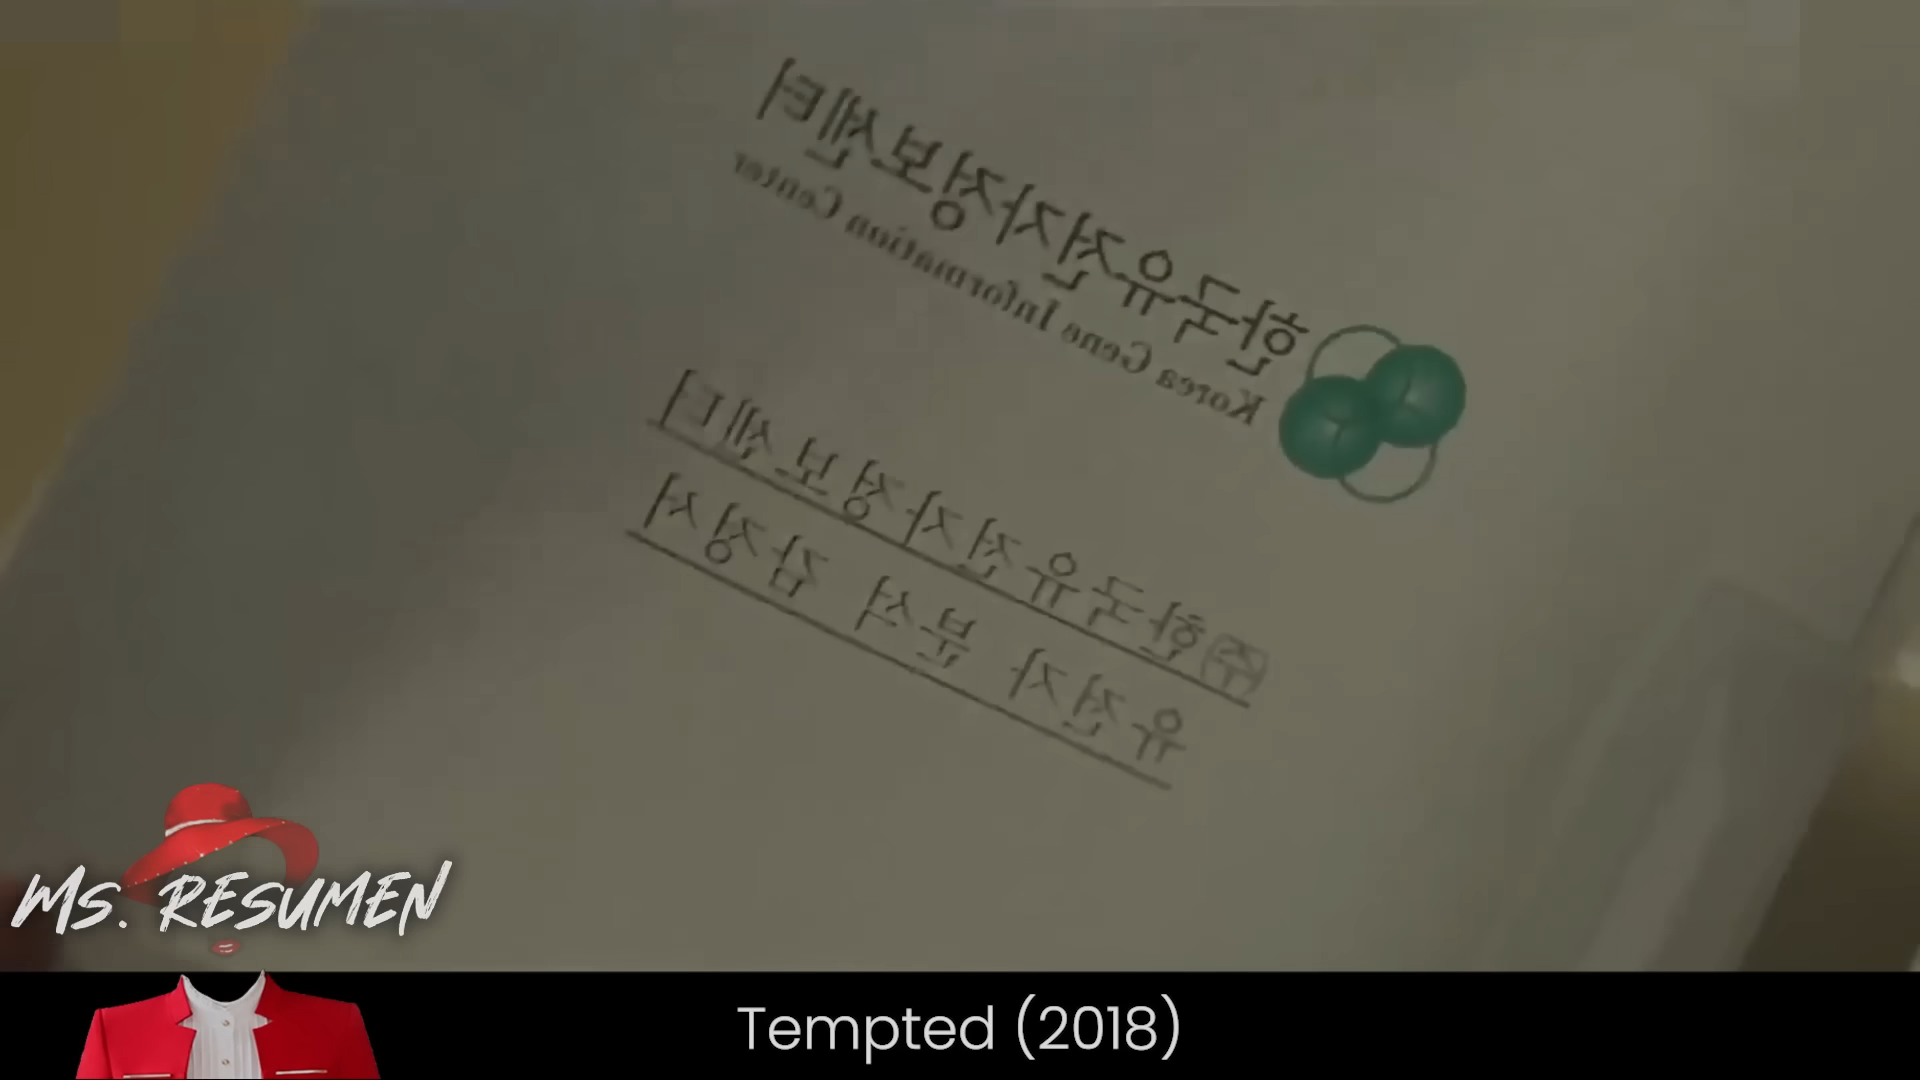 한국유전자정보센터
Korea Gene Information Center
㈜한국유전자정보센터
유전자 분석 감정서
MS. RESUMEN
Tempted (2018)